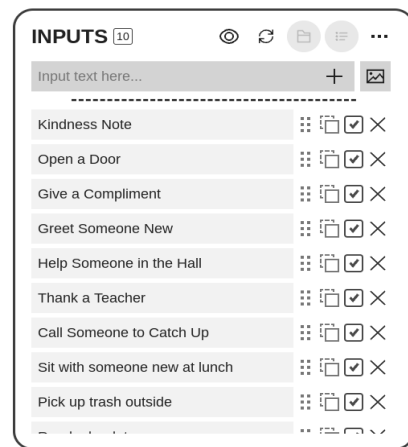 INPUTS 10
Input text here...
Kindness Note
Open a Door
Give a Compliment
Greet Someone New
Help Someone in the Hall
Thank a Teacher
Call Someone to Catch Up
Sit with someone new at lunch
Pick up trash outside